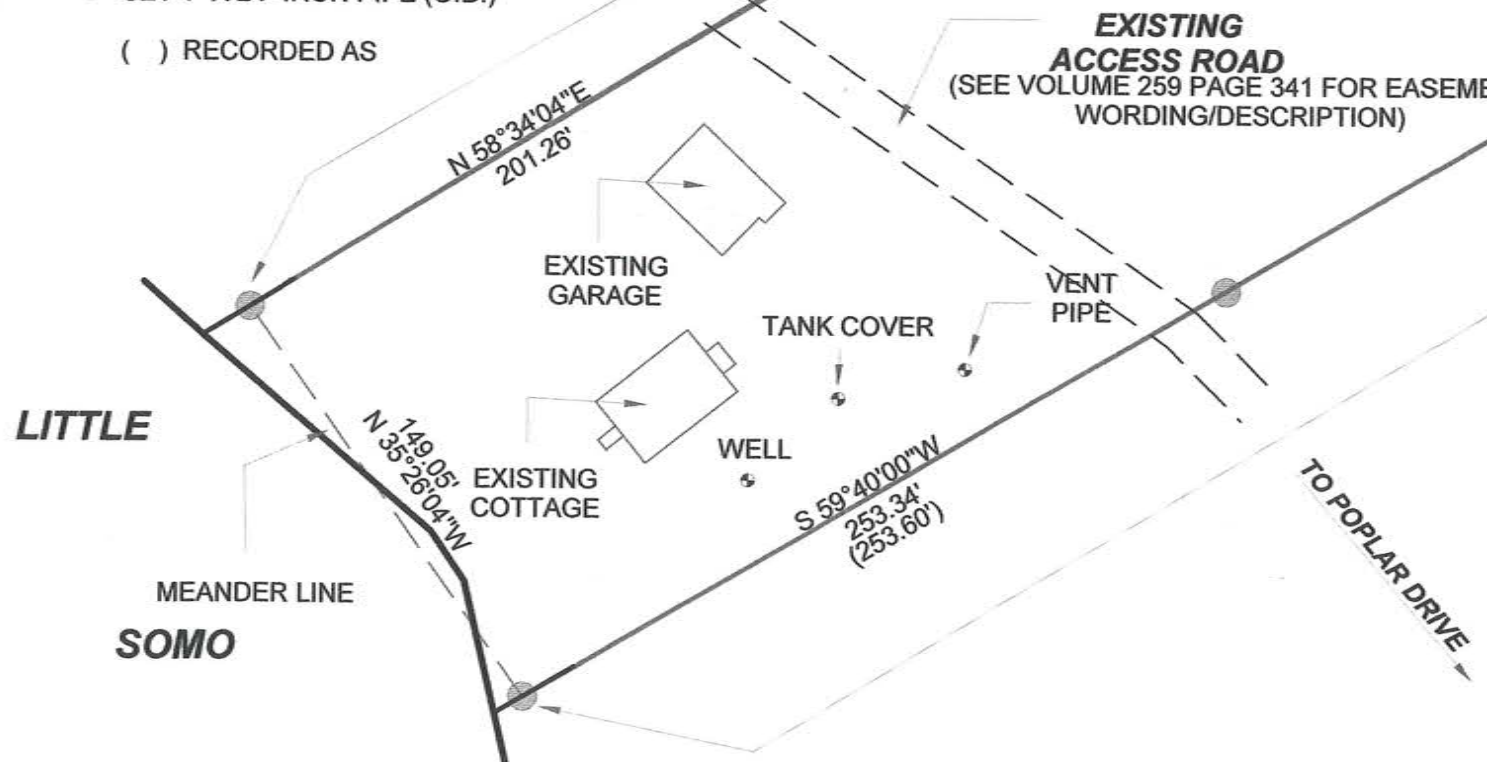 ( ) RECORDED AS
EXISTING
ACCESS ROAD
(SEE VOLUME 259 PAGE 341 FOR
WORDING/DESCRIPTION)
N 58°34'04"E
201.26'
EXISTING
GARAGE
VENT
PIPE
TANK COVER
LITTLE
149.05'
N 35°26'04"W
EXISTING
COTTAGE
WELL
S 59°40'00"W
253.34'
(253.60')
TO POPLAR DRIVE
MEANDER LINE
SOMO